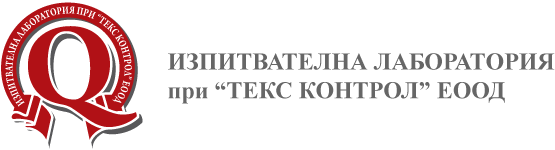 ИЗПИТВАТЕЛНА ЛАБОРАТОРИЯ ПРИ “ТЕКС КОНТРОЛ” ЕООД
Q
ИЗПИТВАТЕЛНА ЛАБОРАТОРИЯ
при “ТЕКС КОНТРОЛ” ЕООД